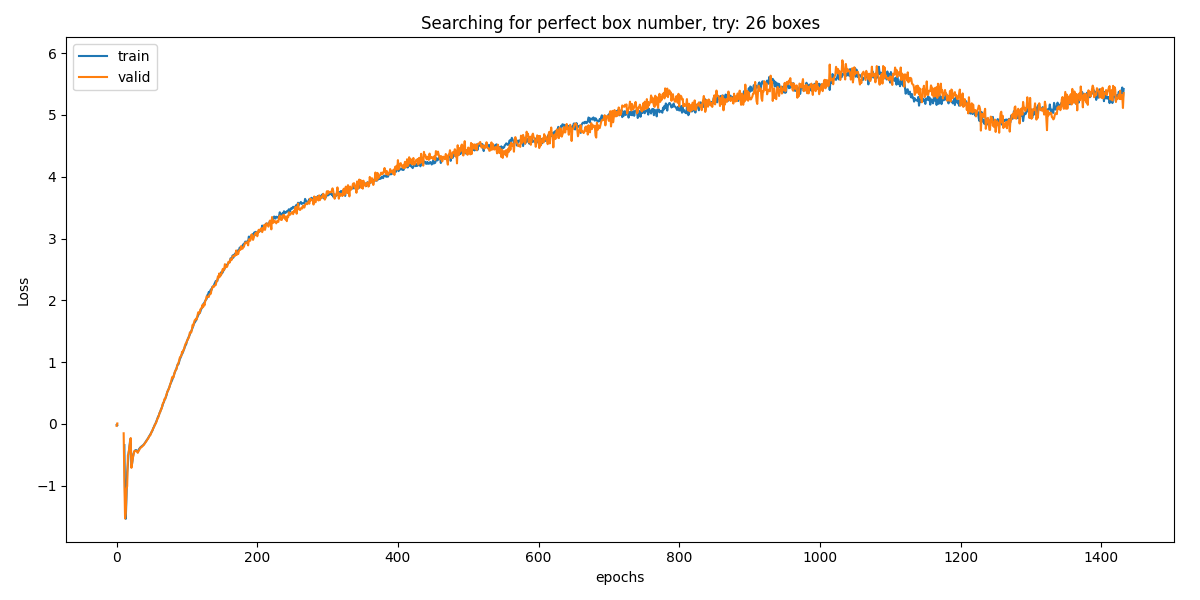 Searching for perfect box number, try: 26 boxes
train
valid
Loss
6
5
4
3
2
1
0
−1
0 200 400 600 800 1000 1200 1400
epochs